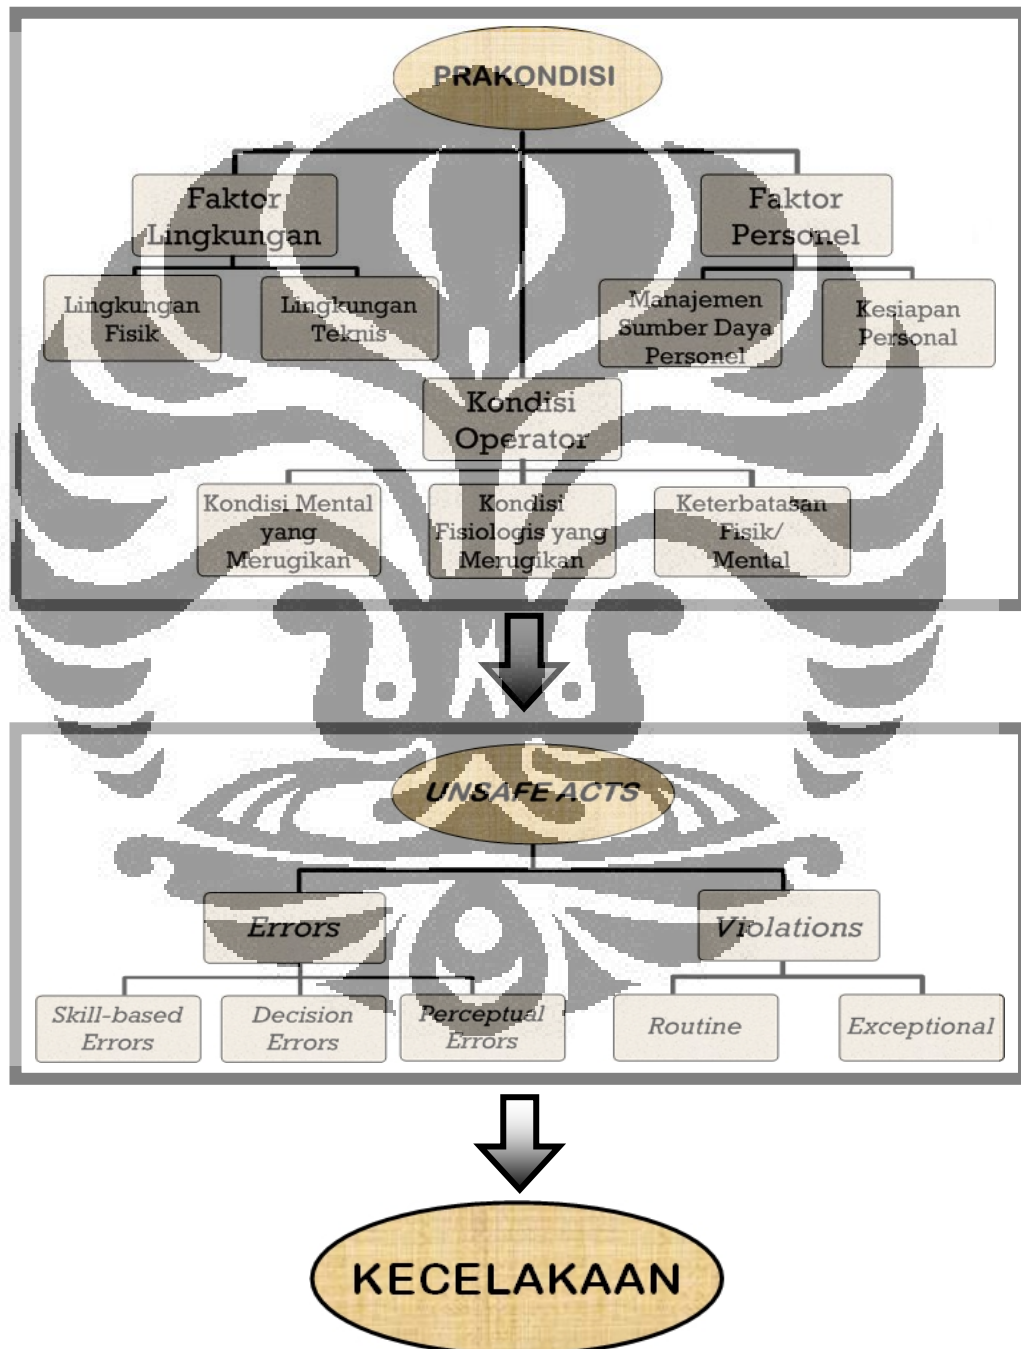 PRAKONDISI
Faktor
Lingkungan
Faktor
Personel
Lingkungan
Fisik
Lingkungan
Teknis
Manajemen
Sumber Daya
Personel
Kesiapan
Personal
Kondisi
Operator
Kondisi Mental
yang
Merugikan
Kondisi
Fisiologis yang
Merugikan
Keterbatasan
Fisik/
Mental
UNSAFE ACTS
Errors
Violations
Skill-based
Errors
Decision
Errors
Perceptual
Errors
Routine
Exceptional
KECELAKAAN